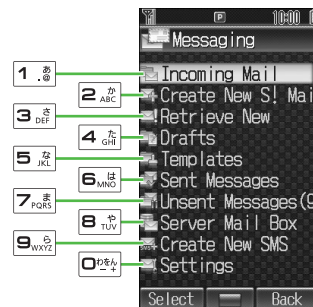 P 10:00
Messaging
1 .@ あ Incoming Mail
2 ABC か Create New S! Mai
3 DEF さ Retrieve New
4 GHI た Drafts
5 JKL な Templates
6 MNO は Sent Messages
7 PQRS ま Unsent Messages(9
8 TUV や Server Mail Box
9 WXYZ ら Create New SMS
0 わをん - + Settings
Select Back